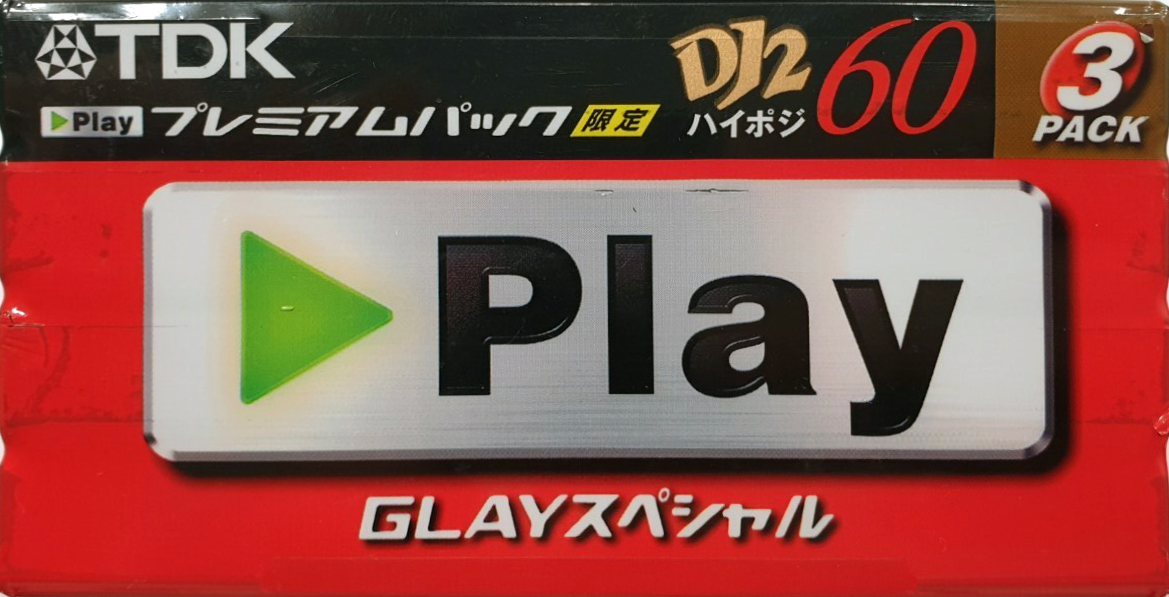 TDK
Play プレミアムパック 限定
DJ2 60
ハイポジ
3
PACK
Play
GLAYスペシャル